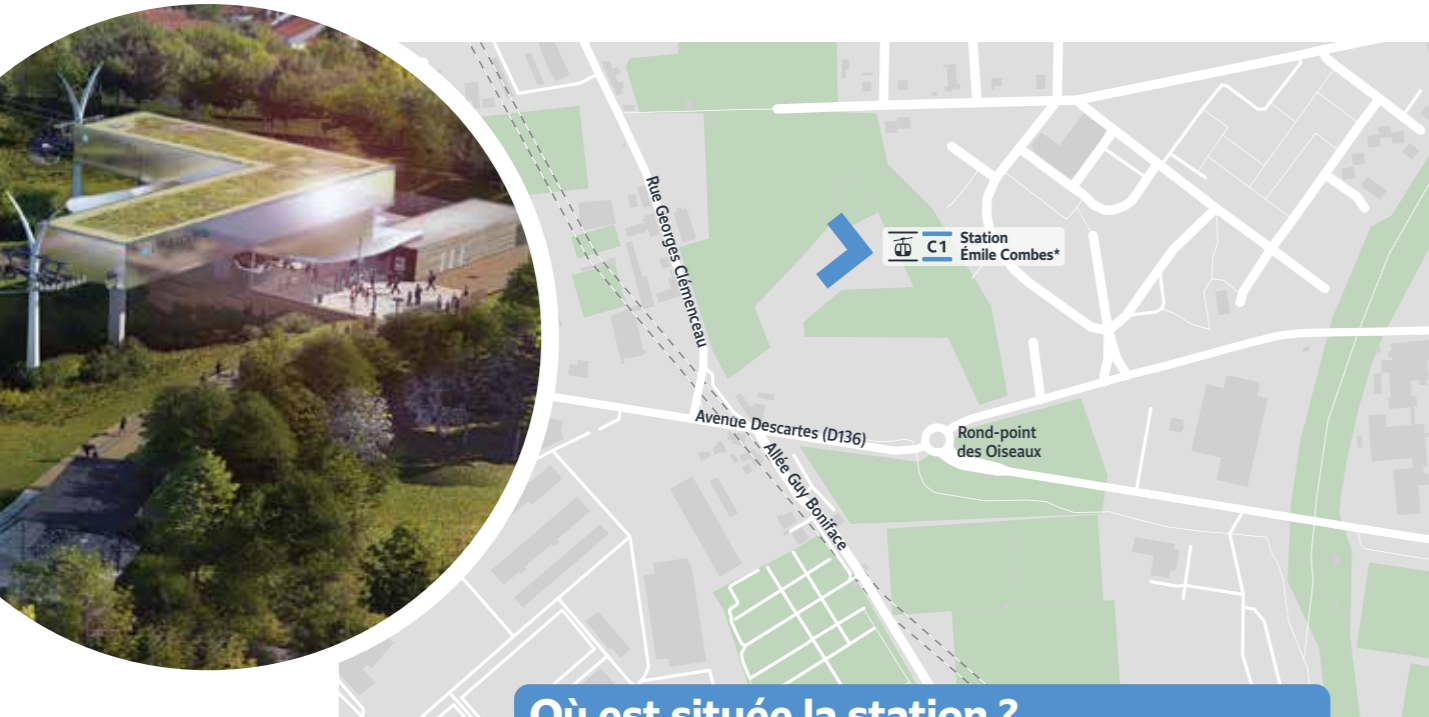 Rue Georges Clémenceau
C1
Station
Émile Combes*
Avenue Descartes (D136)
Rond-point
des Oiseaux
Allée Guy Boniface
Où est située la station ?